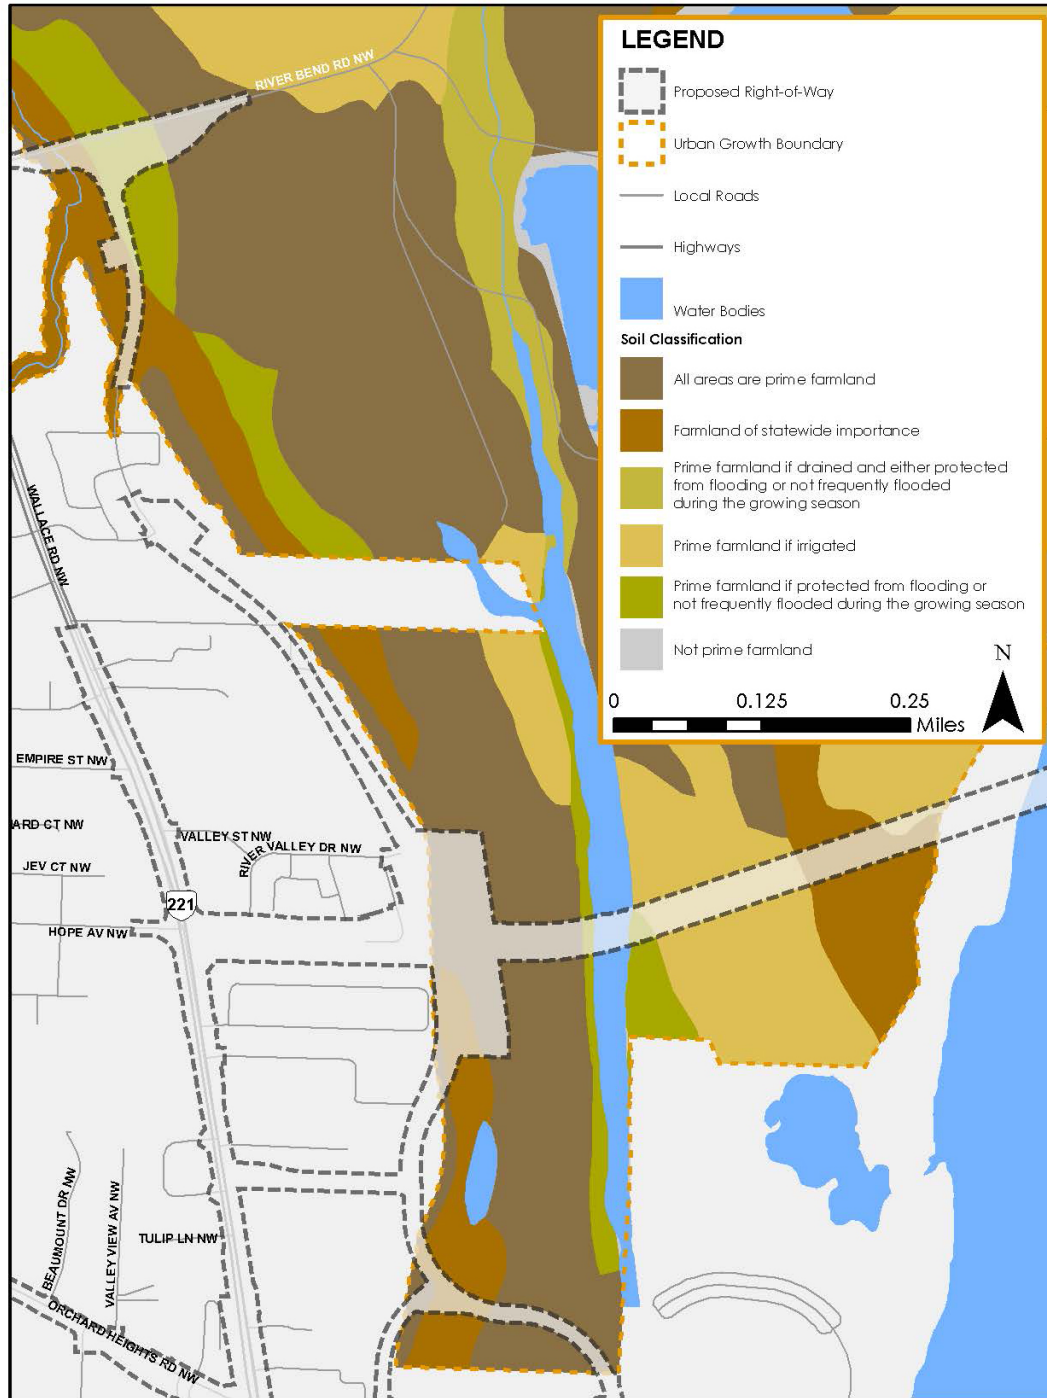 RIVER BEND RD NW
LEGEND
Proposed Right-of-Way
Urban Growth Boundary
Local Roads
Highways
Water Bodies
Soil Classification
All areas are prime farmland
Farmland of statewide importance
Prime farmland if drained and either protected
from flooding or not frequently flooded
during the growing season
Prime farmland if irrigated
Prime farmland if protected from flooding or
not frequently flooded during the growing season
Not prime farmland
N
0 0.125 0.25
Miles
WALLACE RD NW
EMPIRE ST NW
ARD CT NW
VALLEY ST NW
RIVER VALLEY DR NW
JEV CT NW
221
HOPE AV NW
BEAUMOUNT DR NW
VALLEY VIEW AV NW
TULIP LN NW
ORCHARD HEIGHTS RD NW